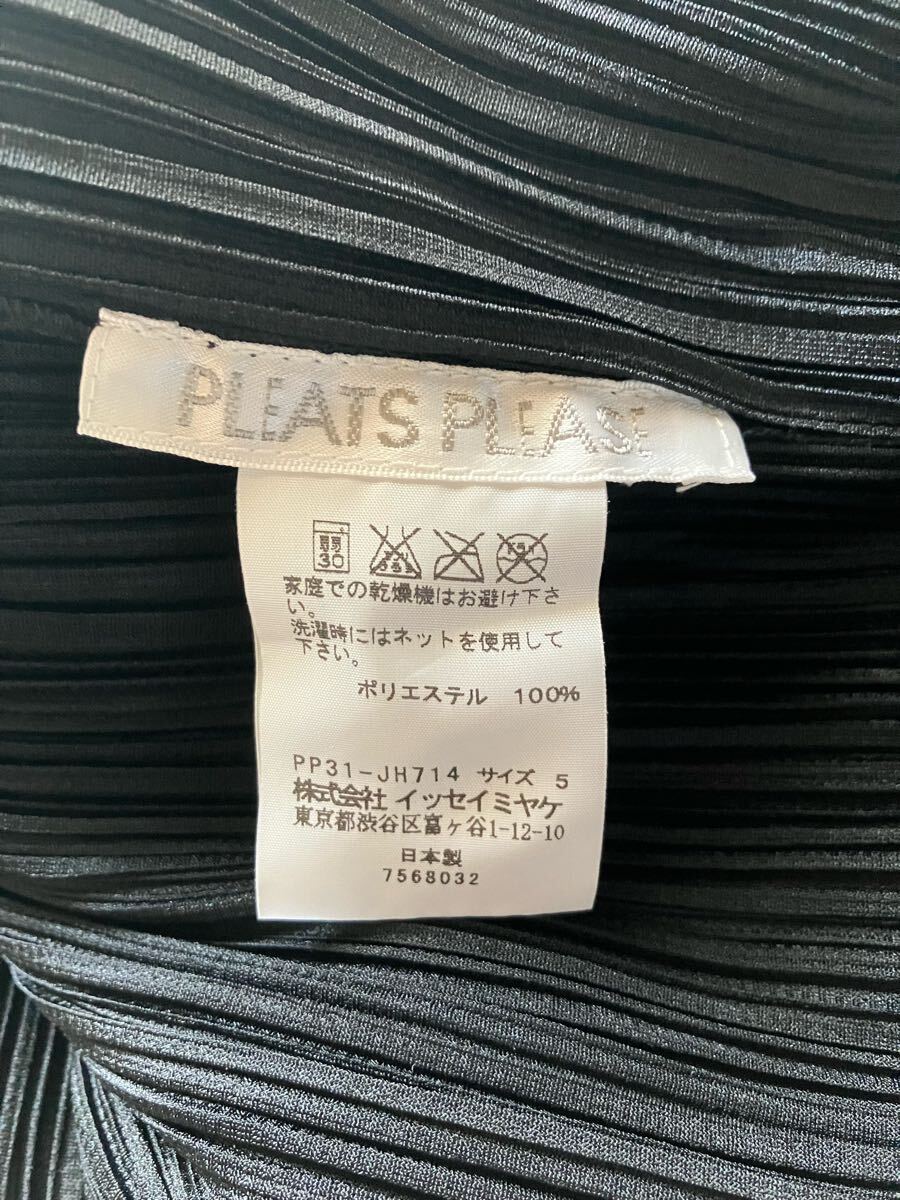 PLEATS PLEASE
弱
30
家庭での乾燥機はお避け下さ
い。
洗濯時にはネットを使用して
下さい。
ポリエステル 100%
PP31-JH714 サイズ 5
株式会社 イッセイミヤケ
東京都渋谷区富ヶ谷1-12-10
日本製
7568032